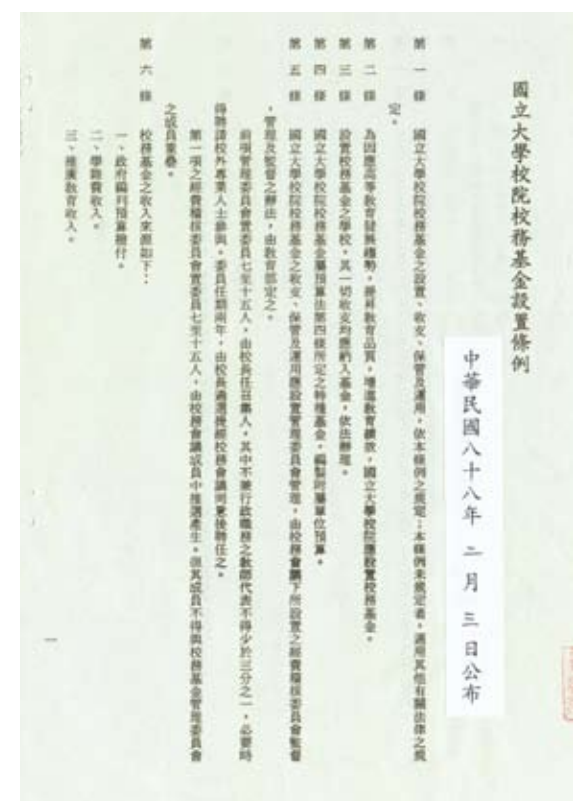 國立大學校院校務基金設置條例
中華民國八十八年 二 月 三 日公布
第 一 條 國立大學校院校務基金之設置、收支、保管及運用,依本條例之規定;本條例未規定者,適用其他有關法律之規
定。
第 二 條 為因應高等教育發展趨勢,提昇教育品質,增進教育績效,國立大學校院應設置校務基金。
第 三 條 設置校務基金之學校,其一切收支均應納入基金,依法辦理。
第 四 條 國立大學校院校務基金屬預算法第四條所定之特種基金,編製附屬單位預算。
第 五 條 國立大學校院校務基金之收支、保管及運用應設置管理委員會管理,由校務會議下所設置之經費稽核委員會監督
,管理及監督之辦法,由教育部定之。
前項管理委員會置委員七至十五人,由校長任召集人,其中不兼行政職務之教師代表不得少於三分之一,必要時
得聘請校外專業人士參與,委員任期兩年,由校長遴選後經校務會議同意後聘任之。
第一項之經費稽核委員會置委員七至十五人,由校務會議成員中推選產生。但其成員不得與校務基金管理委員會
之成員重疊。
第 六 條 校務基金之收入來源如下:
一、政府編列預算撥付。
二、學雜費收入。
三、推廣教育收入。
一